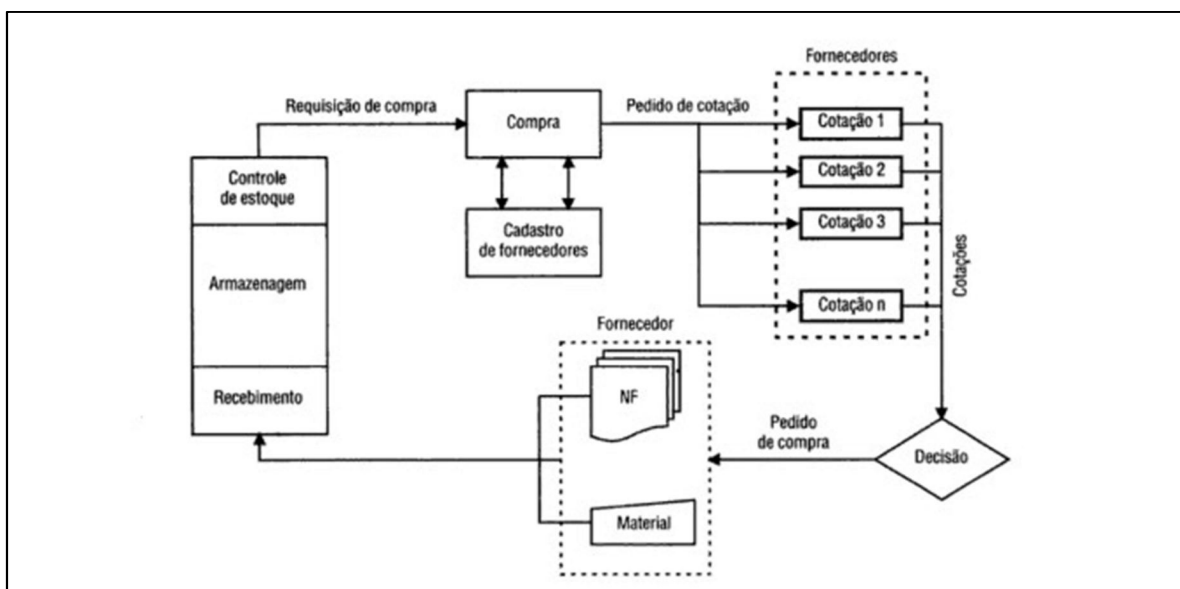 Fornecedores
Requisição de compra
Compra
Pedido de cotação
Cotação 1
Cotação 2
Cotação 3
Cotação n
Cotações
Controle
de estoque
Armazenagem
Recebimento
Cadastro
de fornecedores
Fornecedor
NF
Material
Pedido
de compra
Decisão